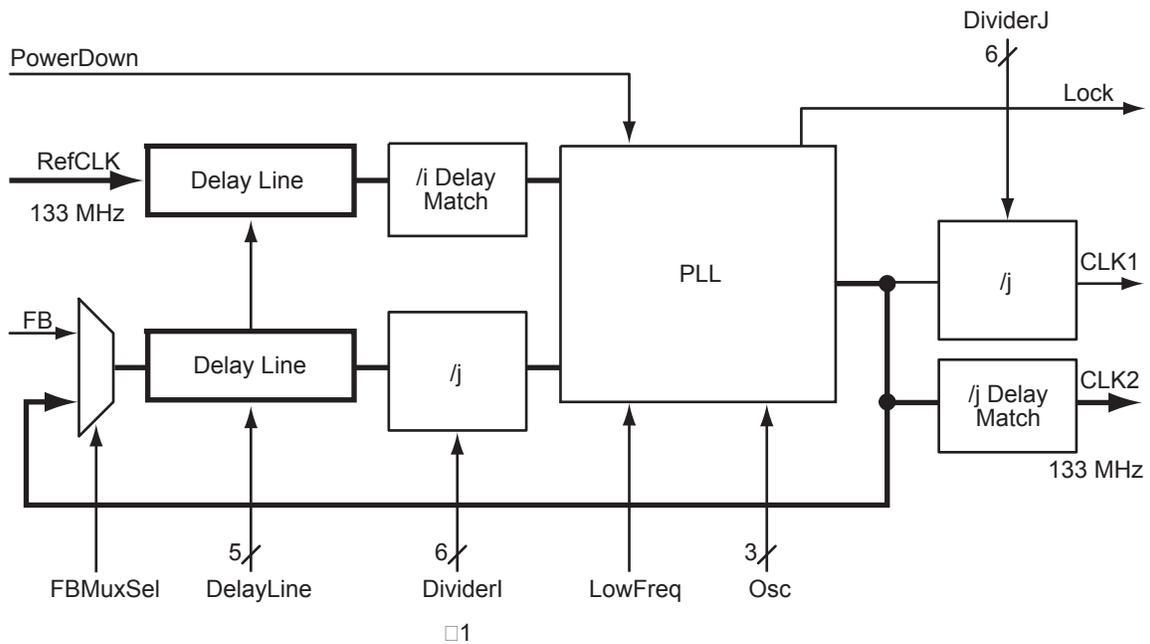 DividerJ
6
PowerDown
Lock
RefCLK
133 MHz
Delay Line
/i Delay
Match
PLL
/j
CLK1
FB
Delay Line
/j
/j Delay
Match
CLK2
133 MHz
5
6
3
FBMuxSel
DelayLine
DividerI
LowFreq
Osc
□1